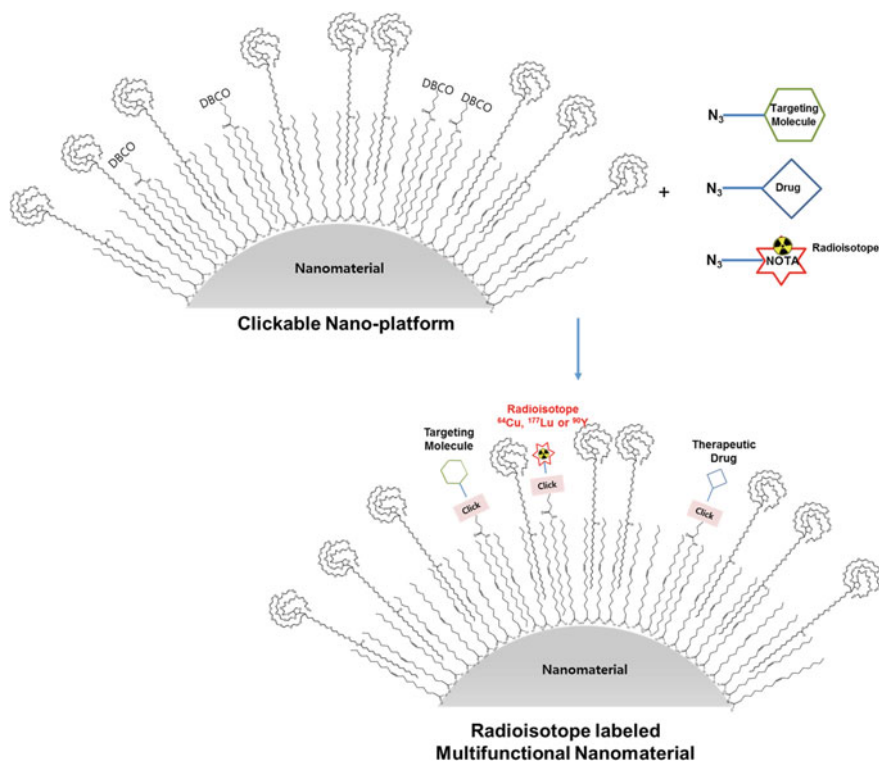 DBCO
DBCO
DBCO
DBCO
Nanomaterial
Clickable Nano-platform
+
N₃
Targeting
Molecule
N₃
Drug
N₃
NOTA
Radioisotope
Radioisotope
⁶⁴Cu, ¹⁷⁷Lu or ⁹⁰Y
Targeting
Molecule
Therapeutic
Drug
Click
Click
Click
Nanomaterial
Radioisotope labeled
Multifunctional Nanomaterial